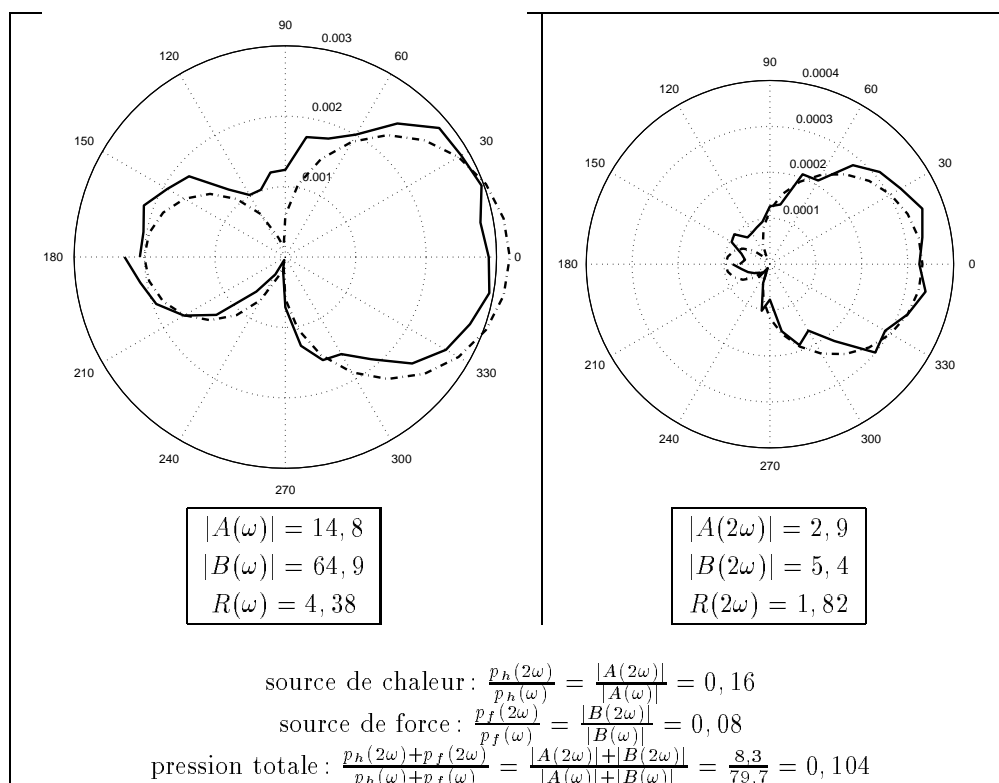 90 0.003
120 60
0.002
150 30
0.001
180 0
210 330
240 300
270
|A(ω)| = 14, 8
|B(ω)| = 64, 9
R(ω) = 4, 38
90 0.0004
120 60
0.0003
150 30
0.0002
0.0001
180 0
210 330
240 300
270
|A(2ω)| = 2, 9
|B(2ω)| = 5, 4
R(2ω) = 1, 82
source de chaleur : p_h(2ω)/p_h(ω) = |A(2ω)|/|A(ω)| = 0, 16
source de force : p_f(2ω)/p_f(ω) = |B(2ω)|/|B(ω)| = 0, 08
pression totale : p_h(2ω)+p_f(2ω)/p_h(ω)+p_f(ω) = |A(2ω)|+|B(2ω)|/|A(ω)|+|B(ω)| = 8,3/79,7 = 0, 104